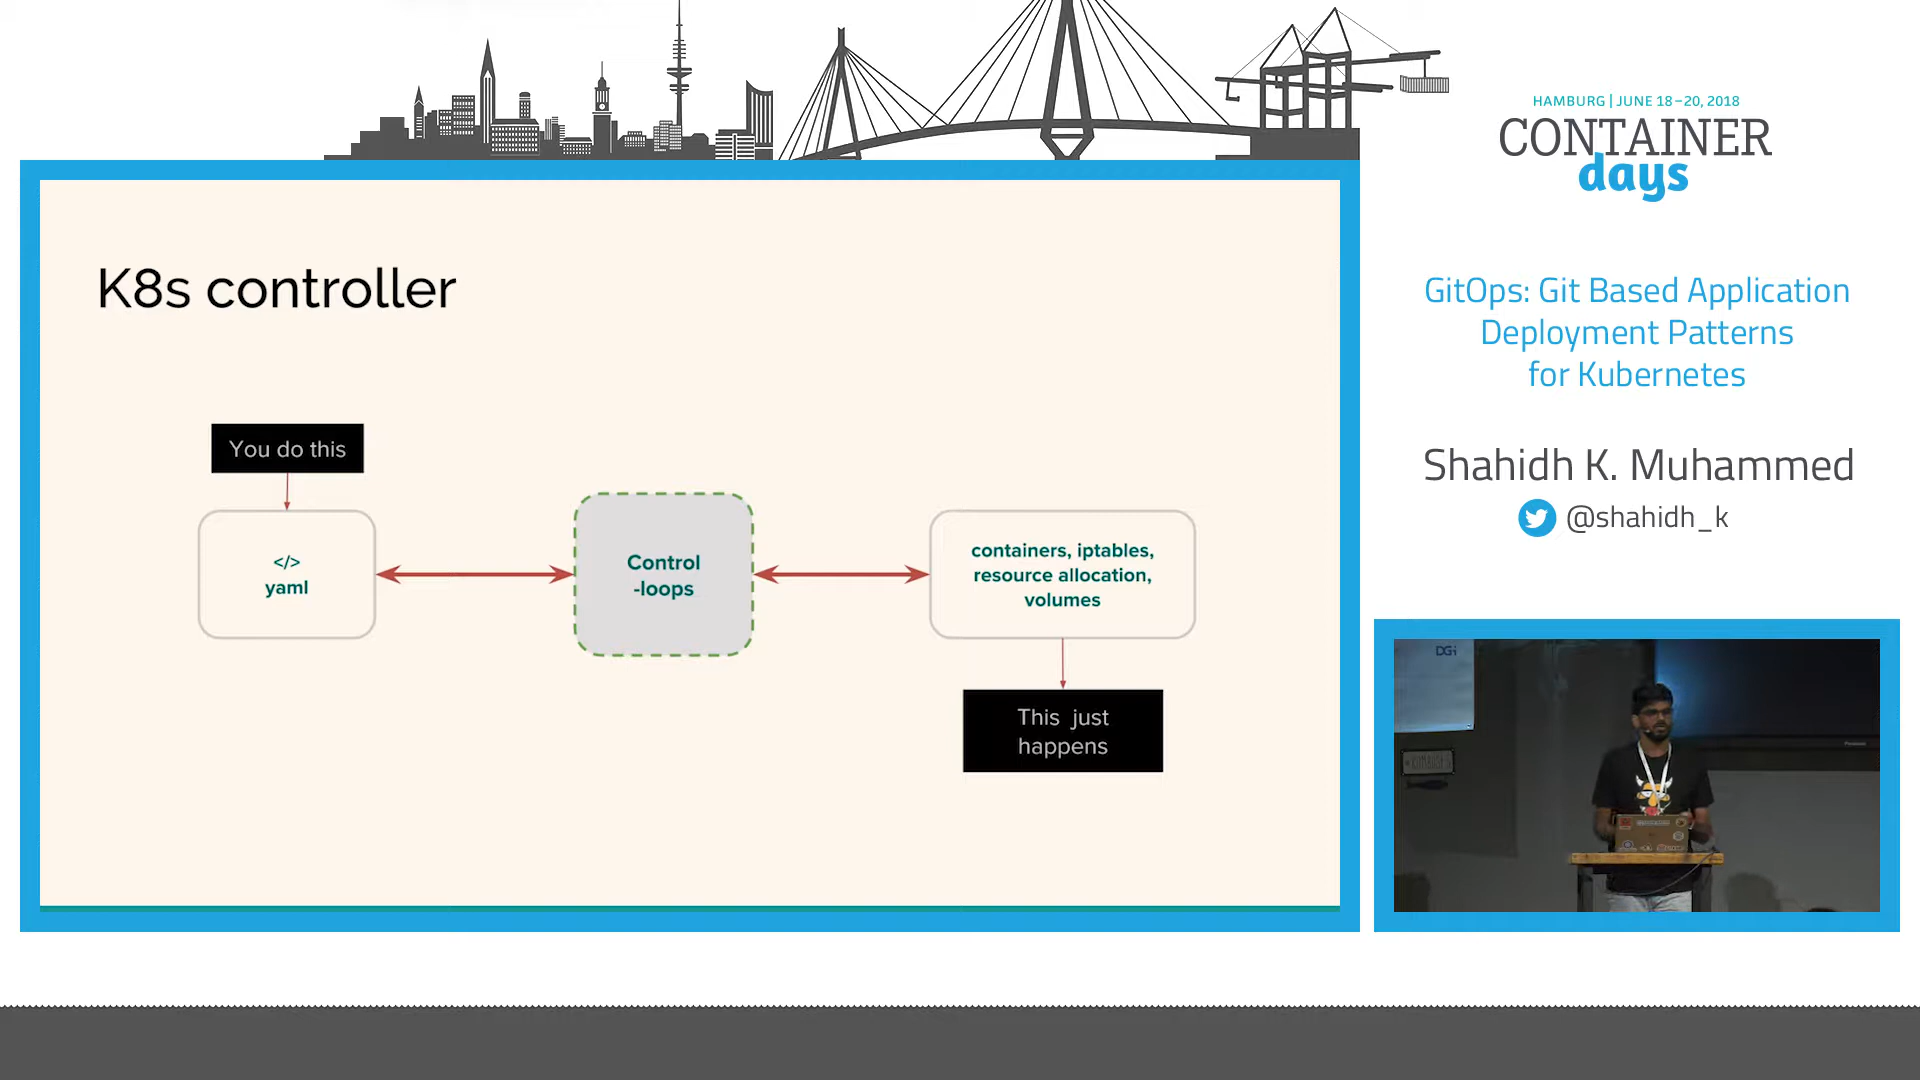 HAMBURG | JUNE 18–20, 2018
CONTAINER
days
K8s controller
You do this
</>
yaml
Control
-loops
containers, iptables,
resource allocation,
volumes
This just
happens
GitOps: Git Based Application
Deployment Patterns
for Kubernetes
Shahidh K. Muhammed
@shahidh_k
DGi